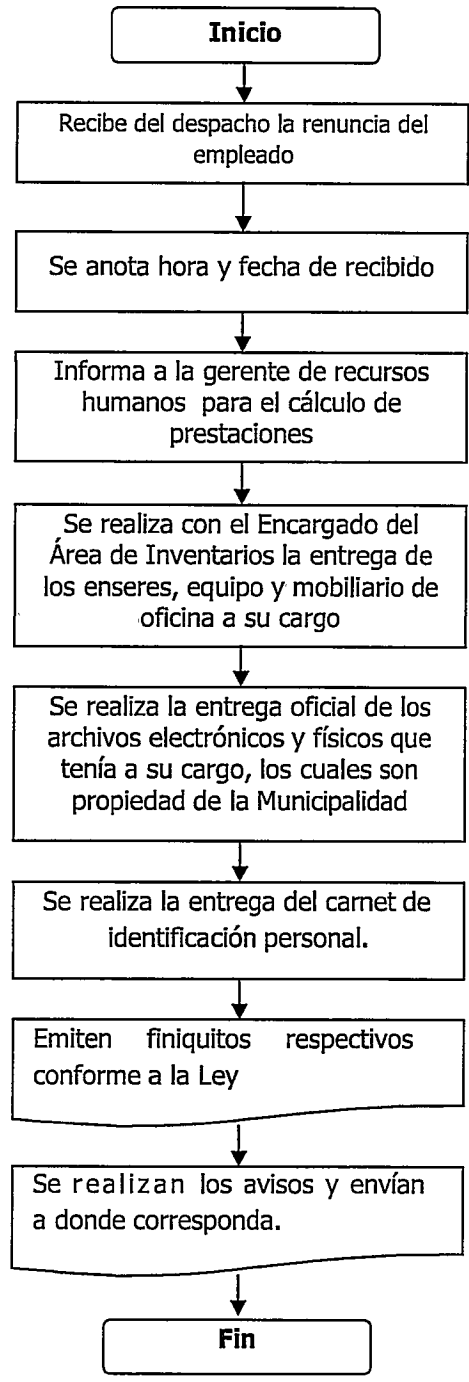 Inicio
Recibe del despacho la renuncia del
empleado
Se anota hora y fecha de recibido
Informa a la gerente de recursos
humanos para el cálculo de
prestaciones
Se realiza con el Encargado del
Área de Inventarios la entrega de
los enseres, equipo y mobiliario de
oficina a su cargo
Se realiza la entrega oficial de los
archivos electrónicos y físicos que
tenía a su cargo, los cuales son
propiedad de la Municipalidad
Se realiza la entrega del carnet de
identificación personal.
Emiten finiquitos respectivos
conforme a la Ley
Se realizan los avisos y envían
a donde corresponda.
Fin